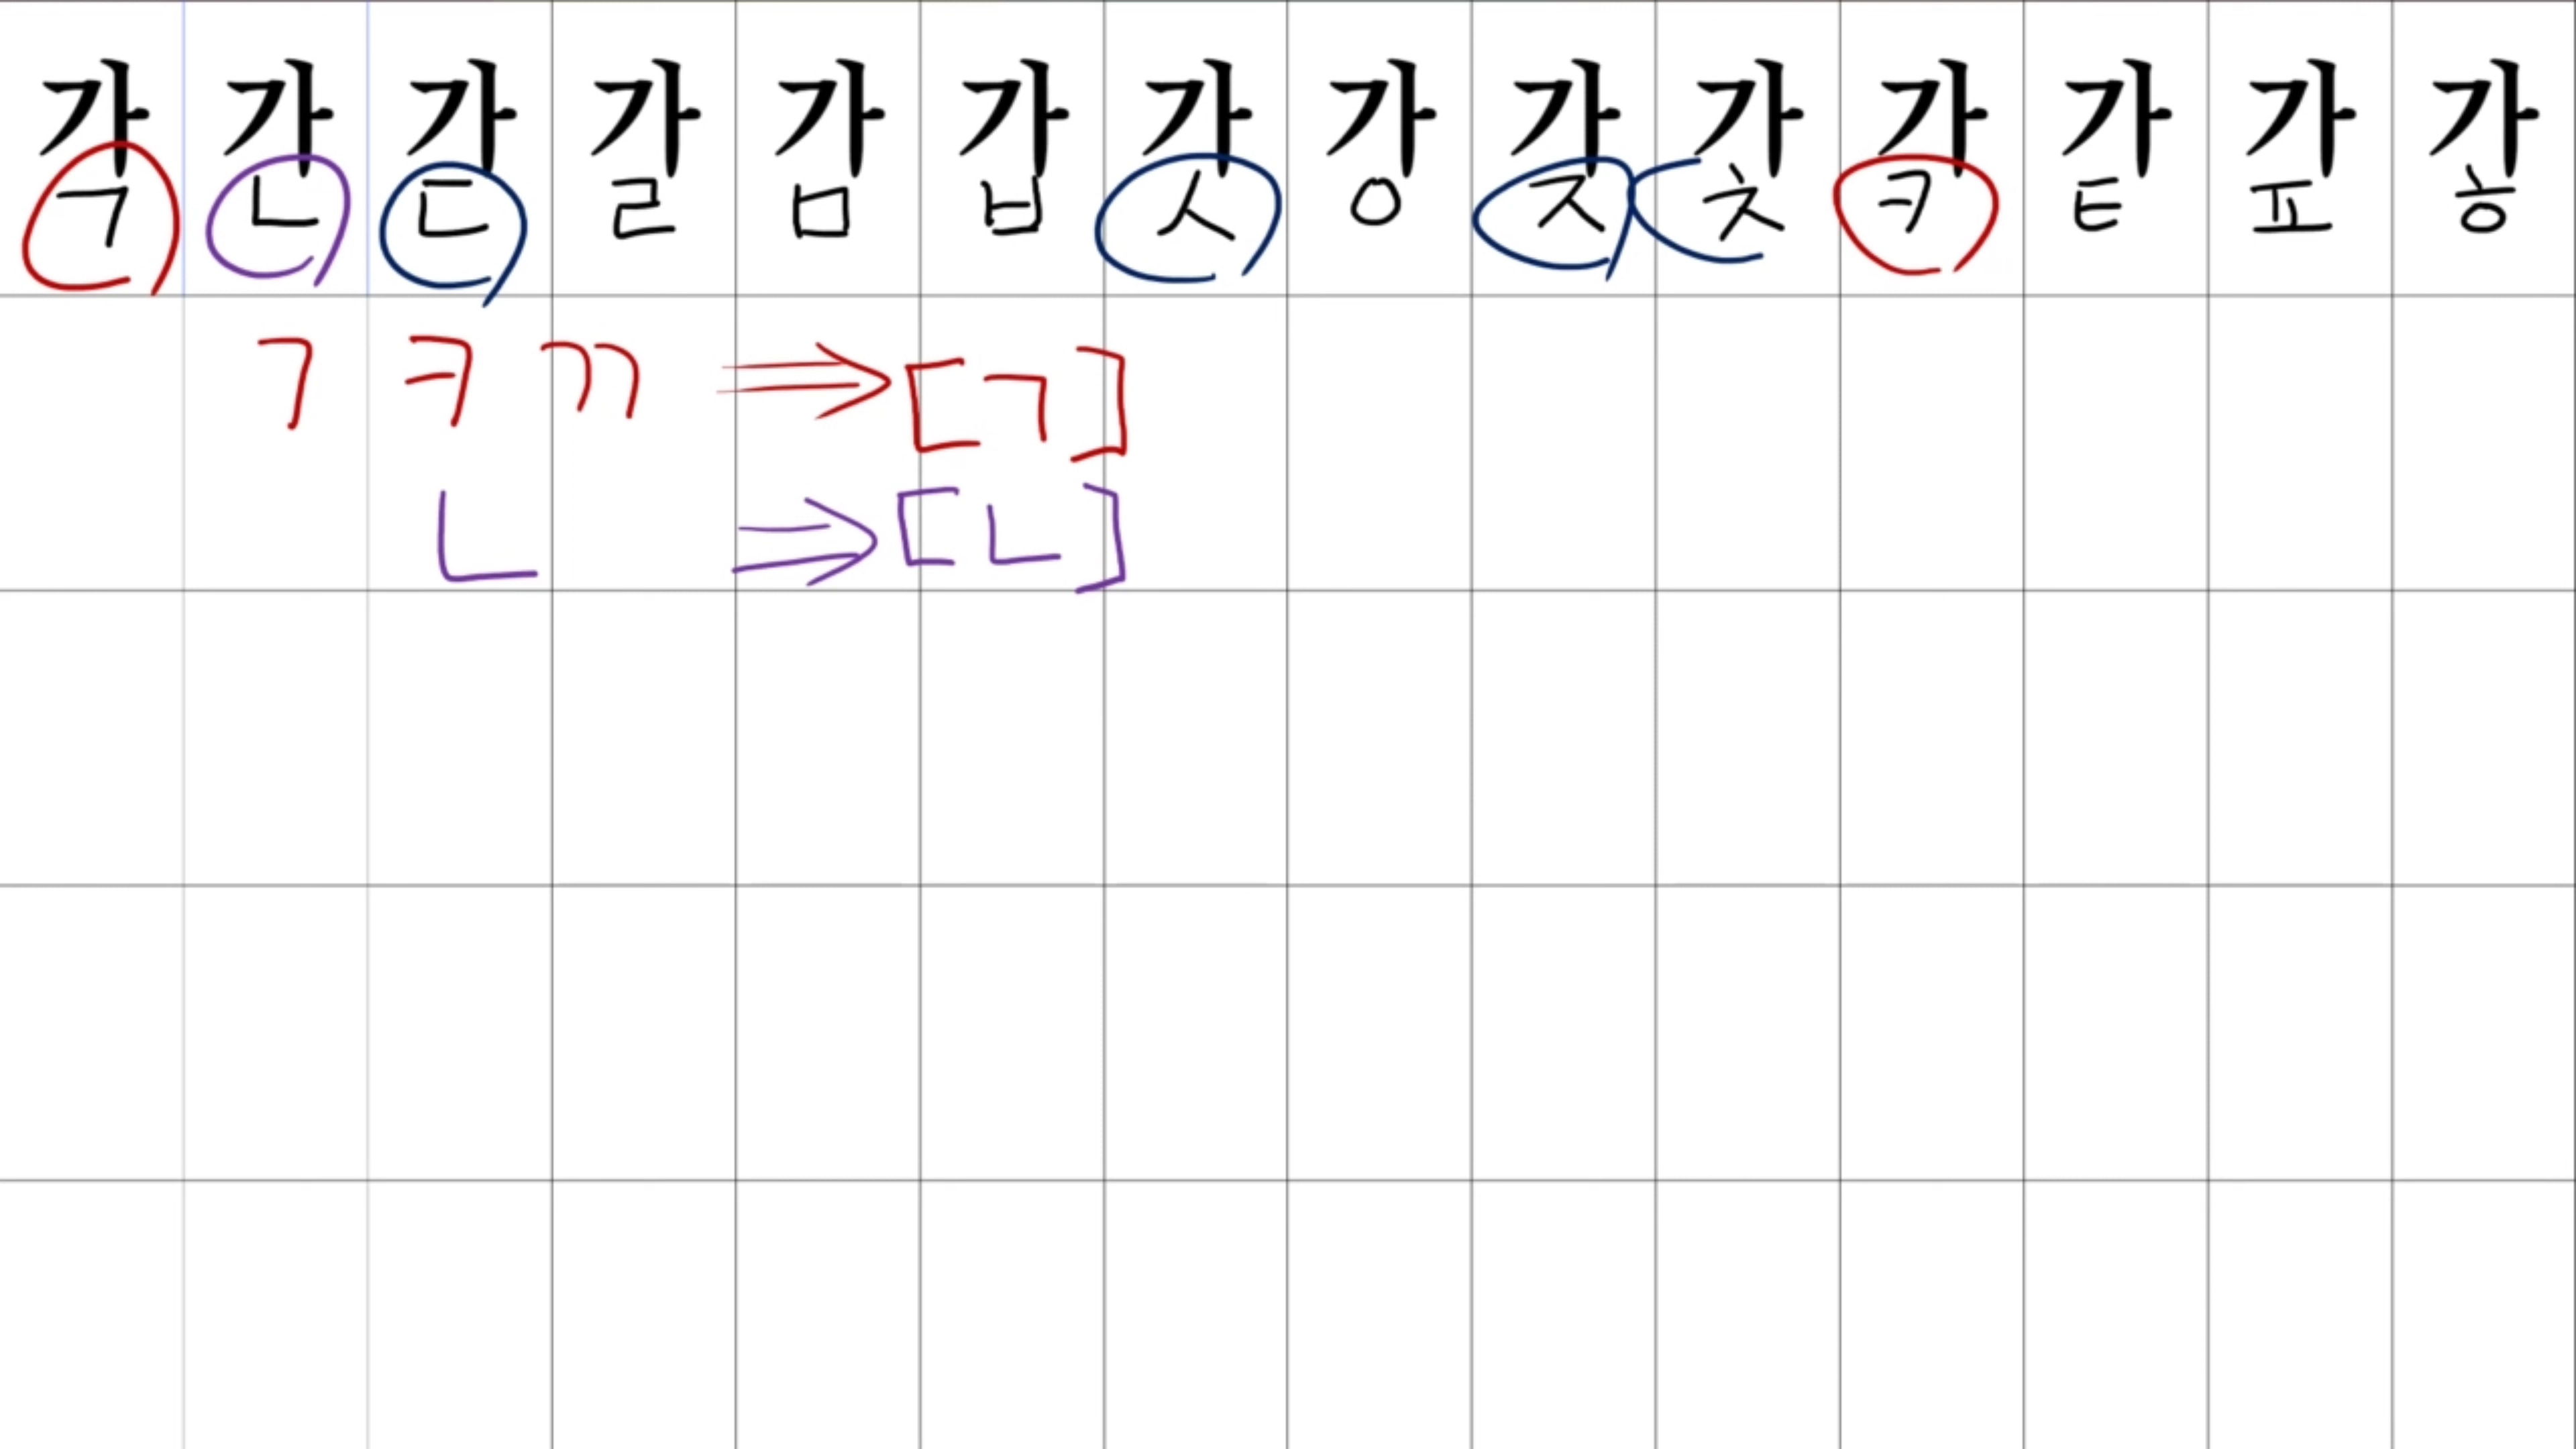 각 간 갇 갈 감 갑 갓 강 갖 갗 갘 같 갚 갛
ㄱ ㅋ ㄲ ⇒ [ㄱ]
ㄴ ⇒ [ㄴ]